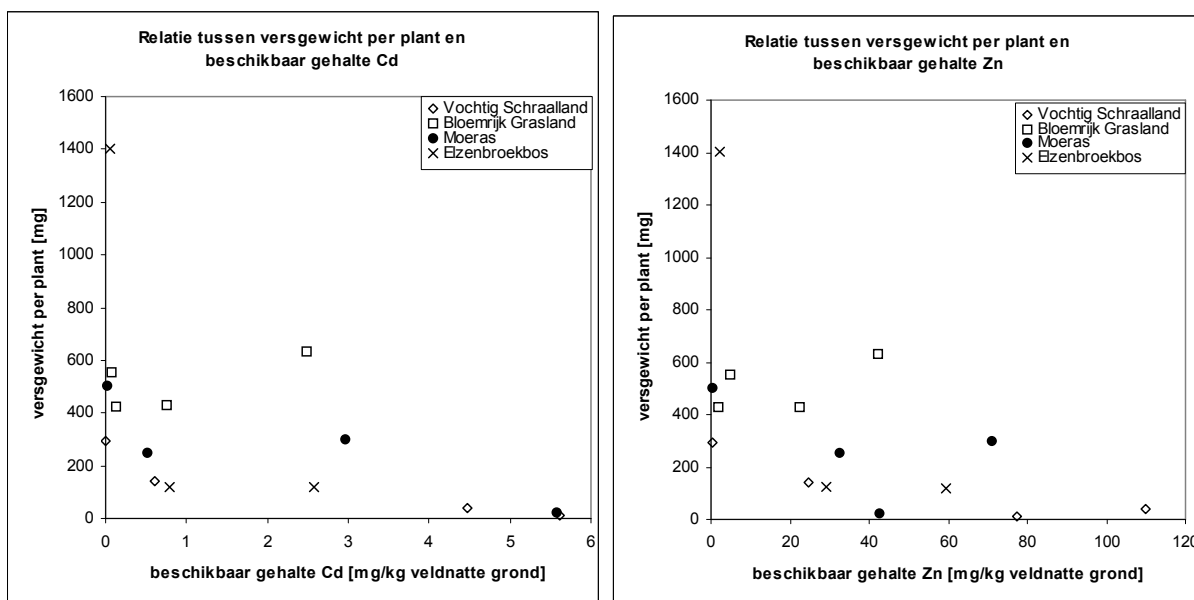 Relatie tussen versgewicht per plant en
beschikbaar gehalte Cd
1600
1400
1200
1000
800
600
400
200
0
versgewicht per plant [mg]
Vochtig Schraalland
Bloemrijk Grasland
Moeras
Elzenbroekbos
0 1 2 3 4 5 6
beschikbaar gehalte Cd [mg/kg veldnatte grond]
Relatie tussen versgewicht per plant en
beschikbaar gehalte Zn
1600
1400
1200
1000
800
600
400
200
0
versgewicht per plant [mg]
Vochtig Schraalland
Bloemrijk Grasland
Moeras
Elzenbroekbos
0 20 40 60 80 100 120
beschikbaar gehalte Zn [mg/kg veldnatte grond]